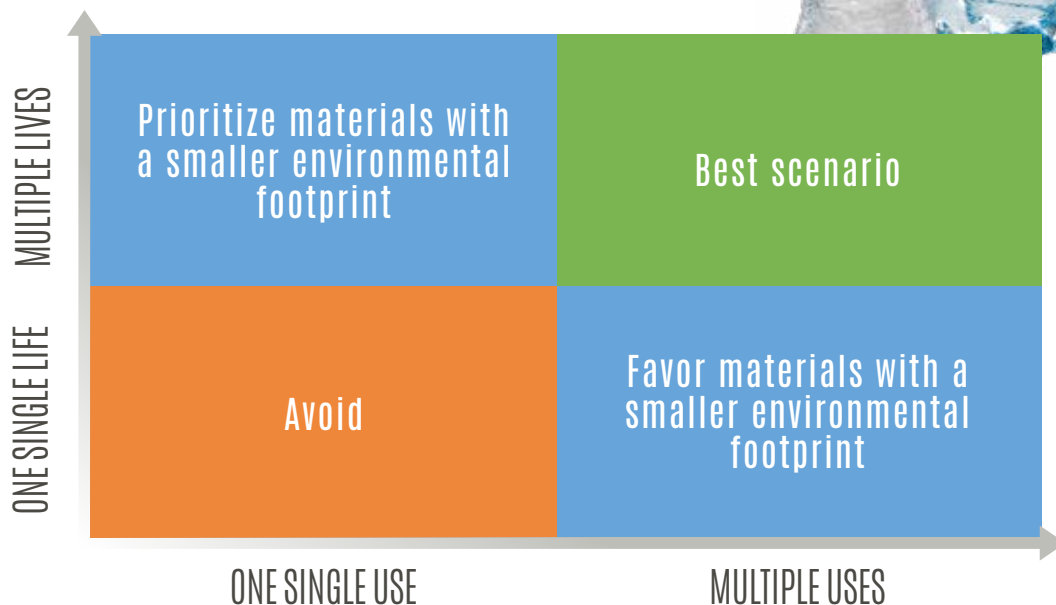 MULTIPLE LIVES
Prioritize materials with
a smaller environmental
footprint
Best scenario
ONE SINGLE LIFE
Avoid
Favor materials with a
smaller environmental
footprint
ONE SINGLE USE
MULTIPLE USES